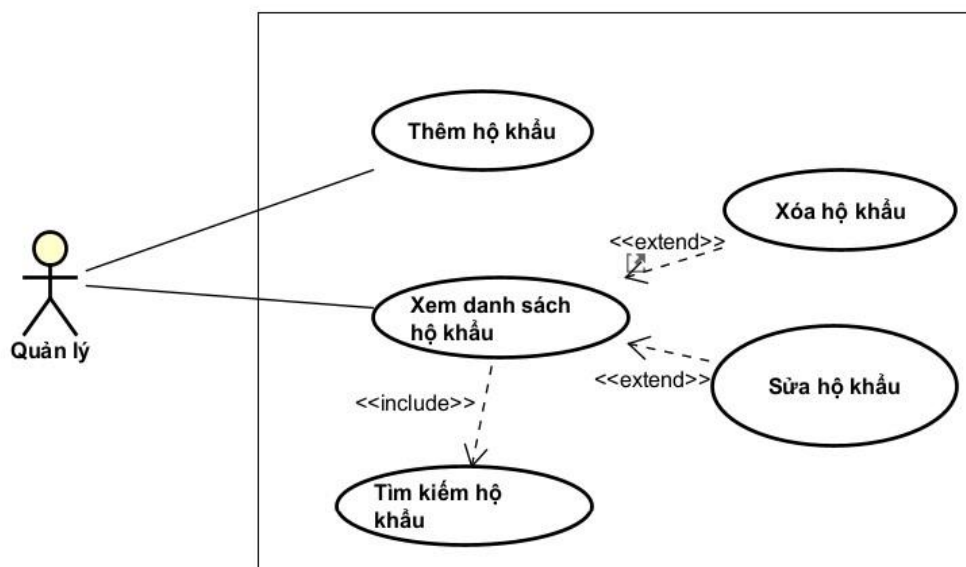 Thêm hộ khẩu
Xóa hộ khẩu
<<extend>>
Xem danh sách
hộ khẩu
Quản lý
<<extend>>
Sửa hộ khẩu
<<include>>
Tìm kiếm hộ
khẩu